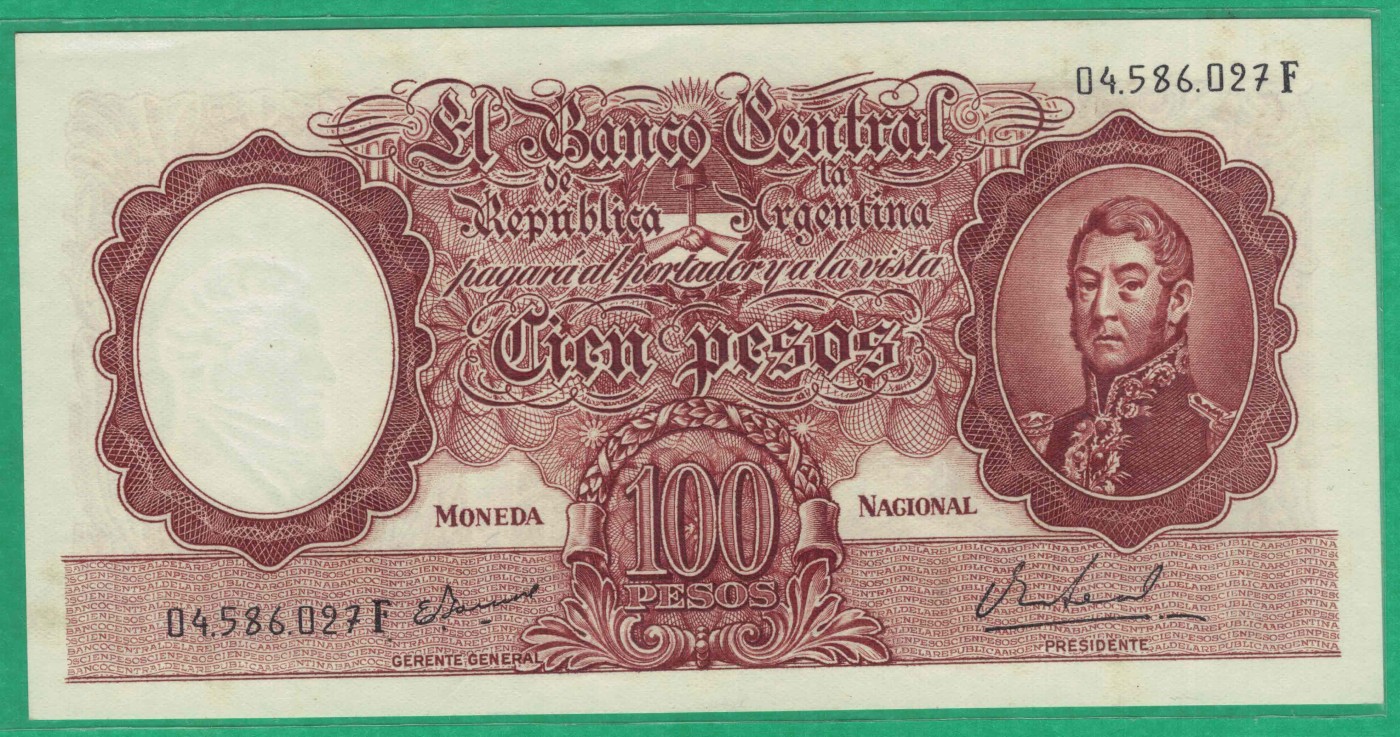 04.586.027 F
El Banco Central
de la
República Argentina
pagará al portador y a la vista
Cien pesos
MONEDA NACIONAL
100
PESOS
04.586.027 F
GERENTE GENERAL
PRESIDENTE